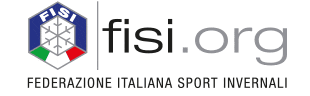 FISI
fisi.org
FEDERAZIONE ITALIANA SPORT INVERNALI